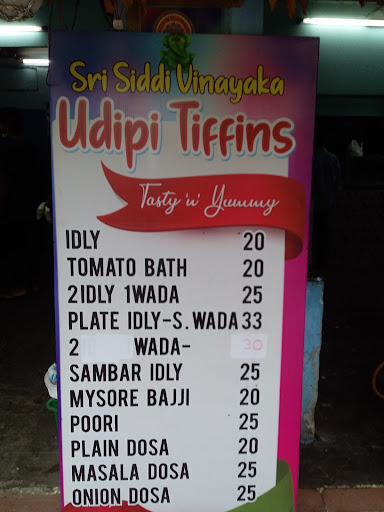 Sri Siddi Vinayaka
Udipi Tiffins
Tasty 'n' Yummy
IDLY 20
TOMATO BATH 20
2IDLY 1WADA 25
PLATE IDLY-S.WADA 33
2 WADA- 30
SAMBAR IDLY 25
MYSORE BAJJI 20
POORI 25
PLAIN DOSA 20
MASALA DOSA 25
ONION DOSA 25